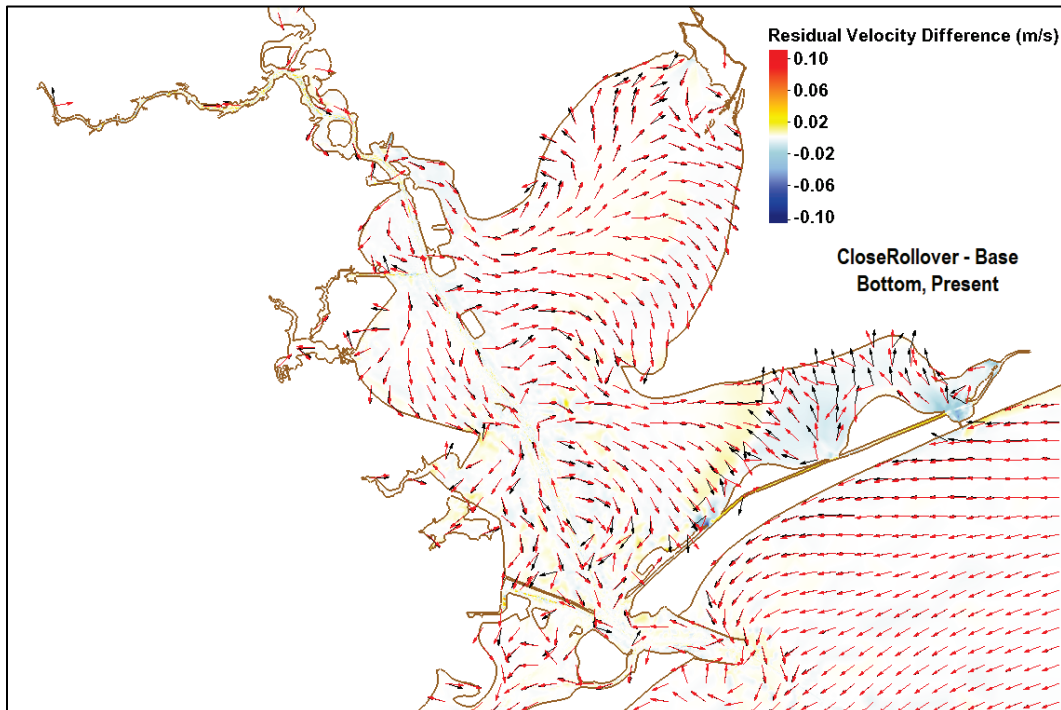 Residual Velocity Difference (m/s)
0.10
0.06
0.02
-0.02
-0.06
-0.10
CloseRollover - Base
Bottom, Present